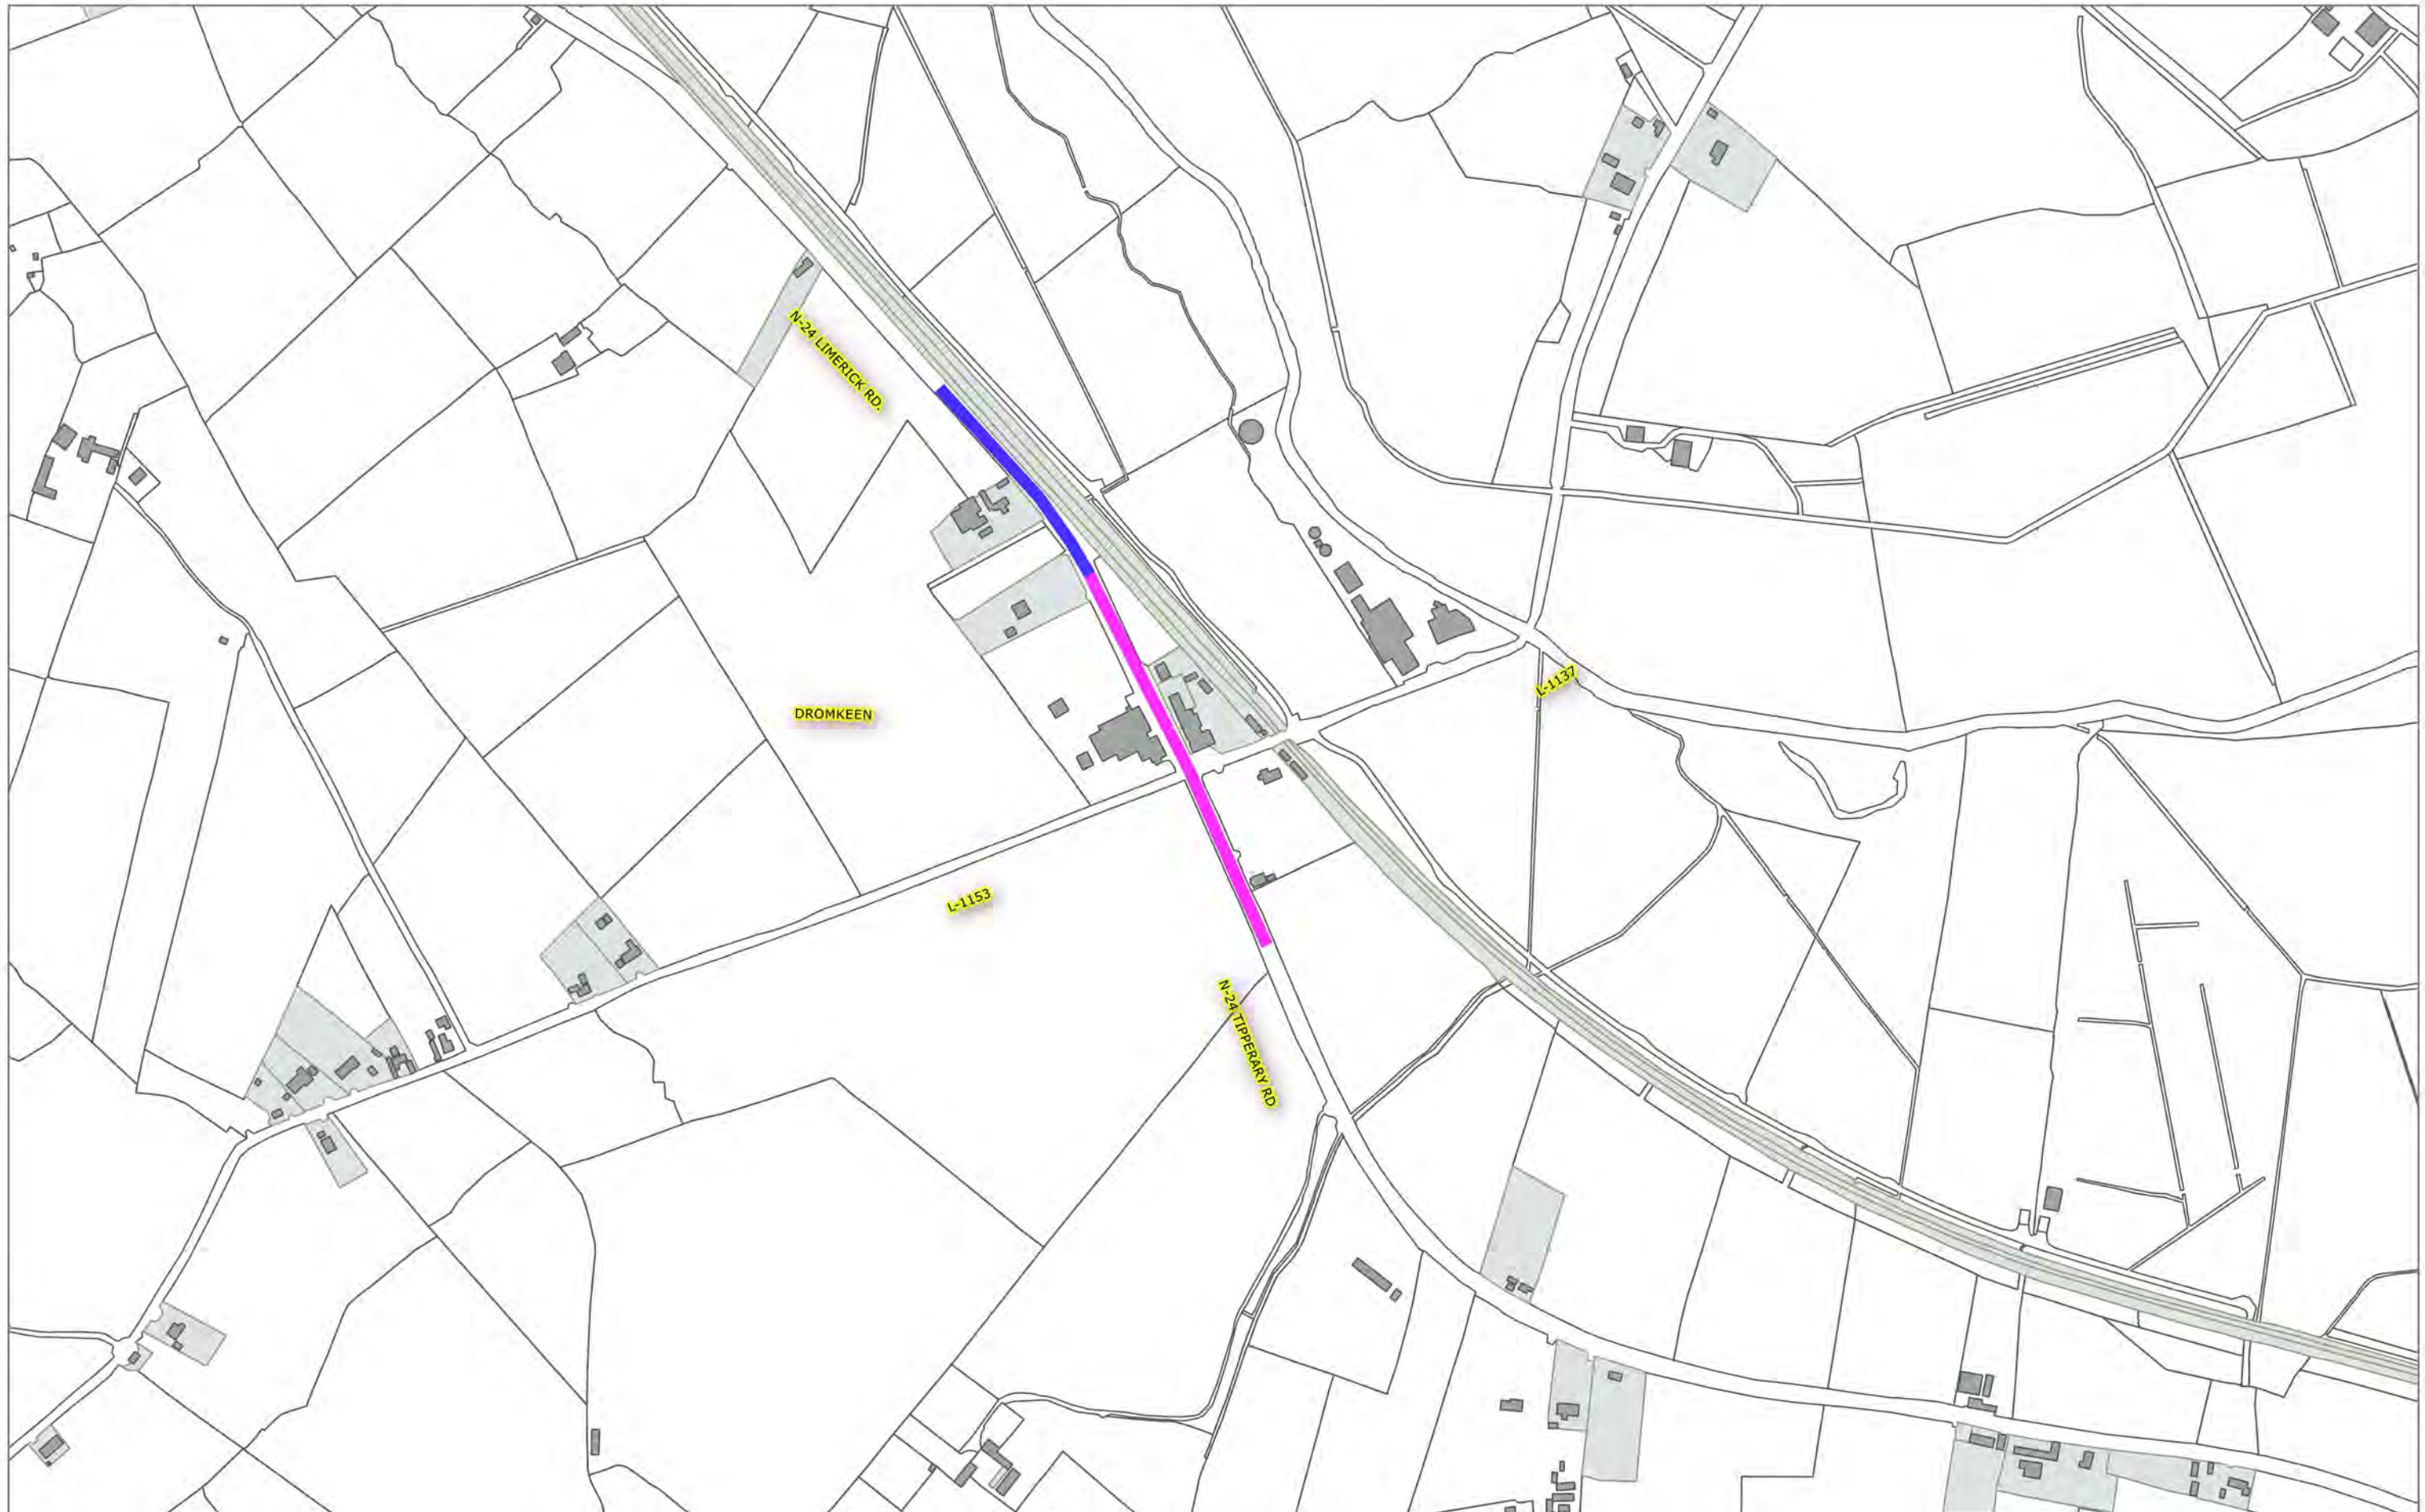 N-24 LIMERICK RD.
L-1137
DROMKEEN
L-1153
N-24 TIPPERARY RD